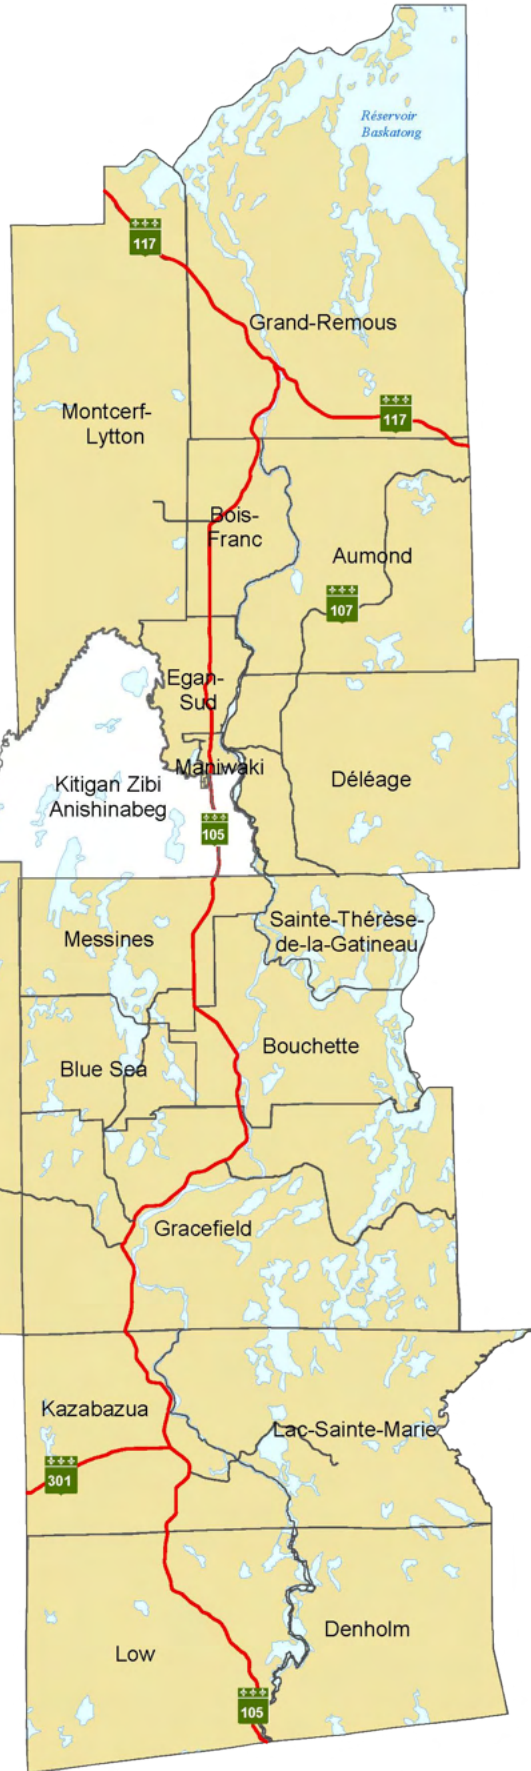 Réservoir
Baskatong
117
Grand-Remous
117
Montcerf-
Lytton
Bois-
Franc
Aumond
107
Egan-
Sud
Maniwaki
Kitigan Zibi
Anishinabeg
Déléage
105
Sainte-Thérèse-
de-la-Gatineau
Messines
Bouchette
Blue Sea
Gracefield
Kazabazua
Lac-Sainte-Marie
301
Denholm
Low
105